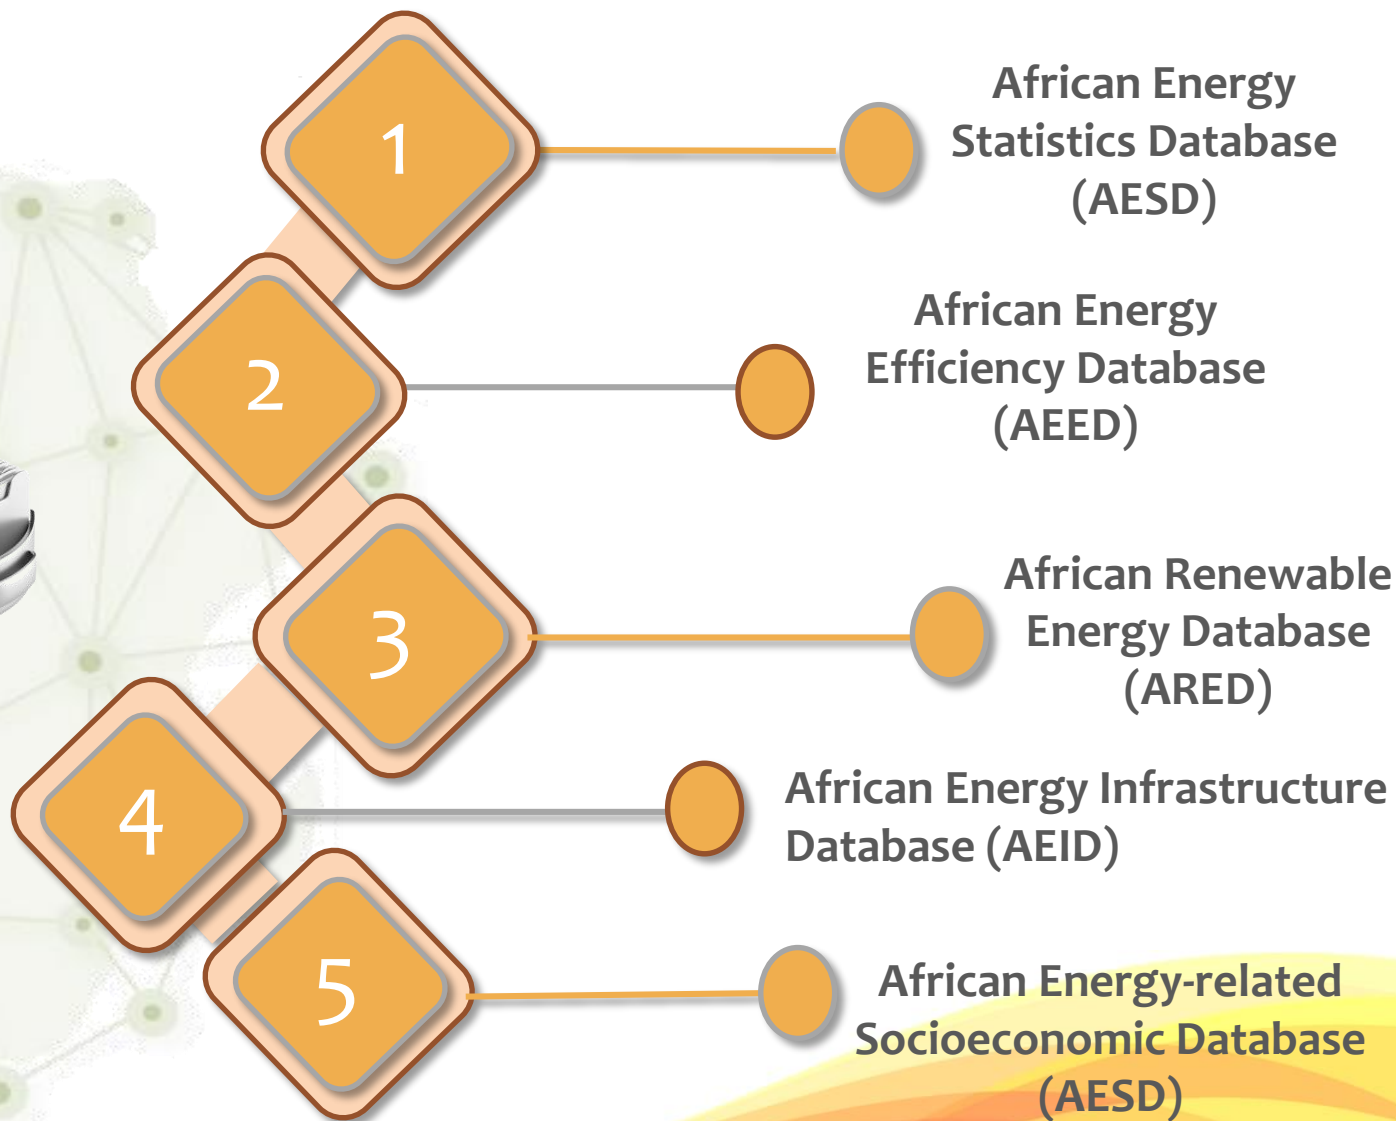 1
African Energy
Statistics Database
(AESD)
2
African Energy
Efficiency Database
(AEED)
3
African Renewable
Energy Database
(ARED)
4
African Energy Infrastructure
Database (AEID)
5
African Energy-related
Socioeconomic Database
(AESD)